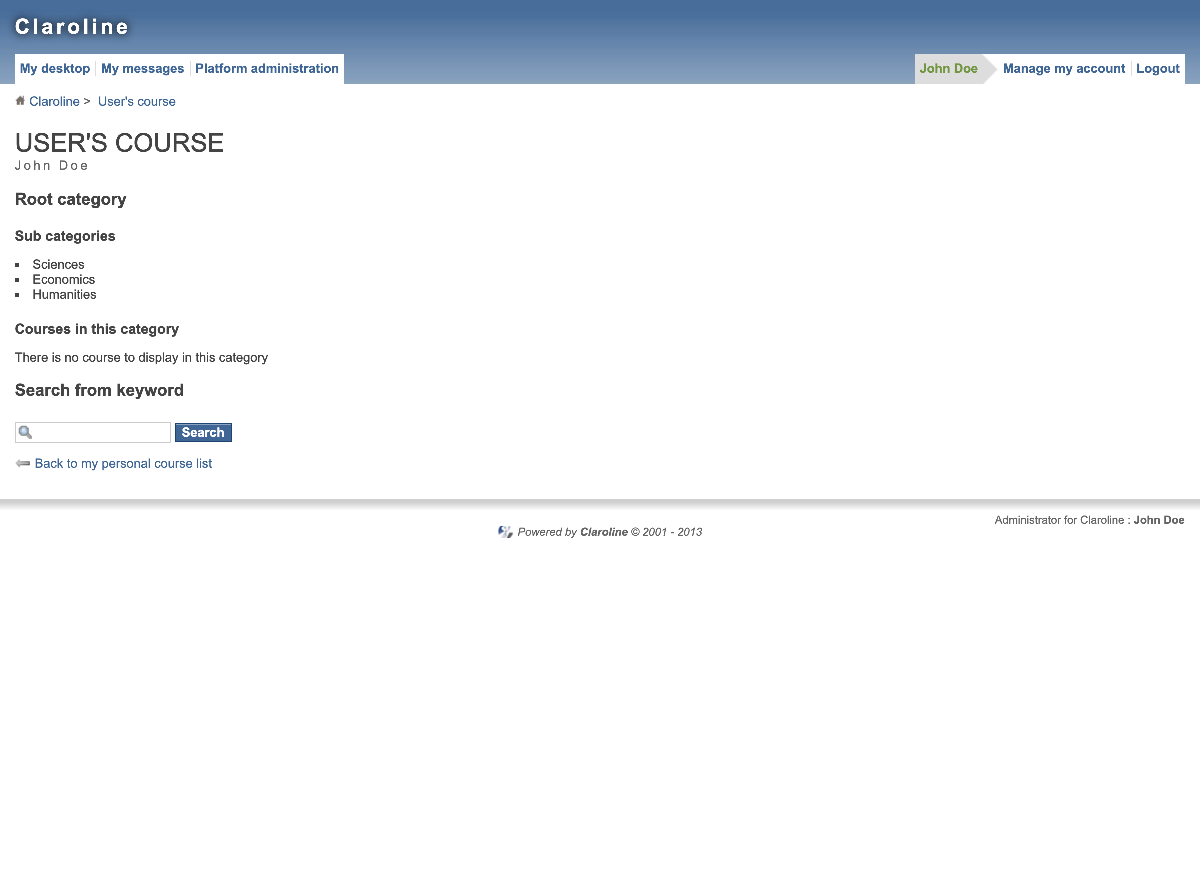 Claroline
My desktop My messages Platform administration
John Doe Manage my account Logout
Claroline > User's course
USER'S COURSE
John Doe
Root category
Sub categories
Sciences
Economics
Humanities
Courses in this category
There is no course to display in this category
Search from keyword
Search
Back to my personal course list
Administrator for Claroline : John Doe
Powered by Claroline © 2001 - 2013